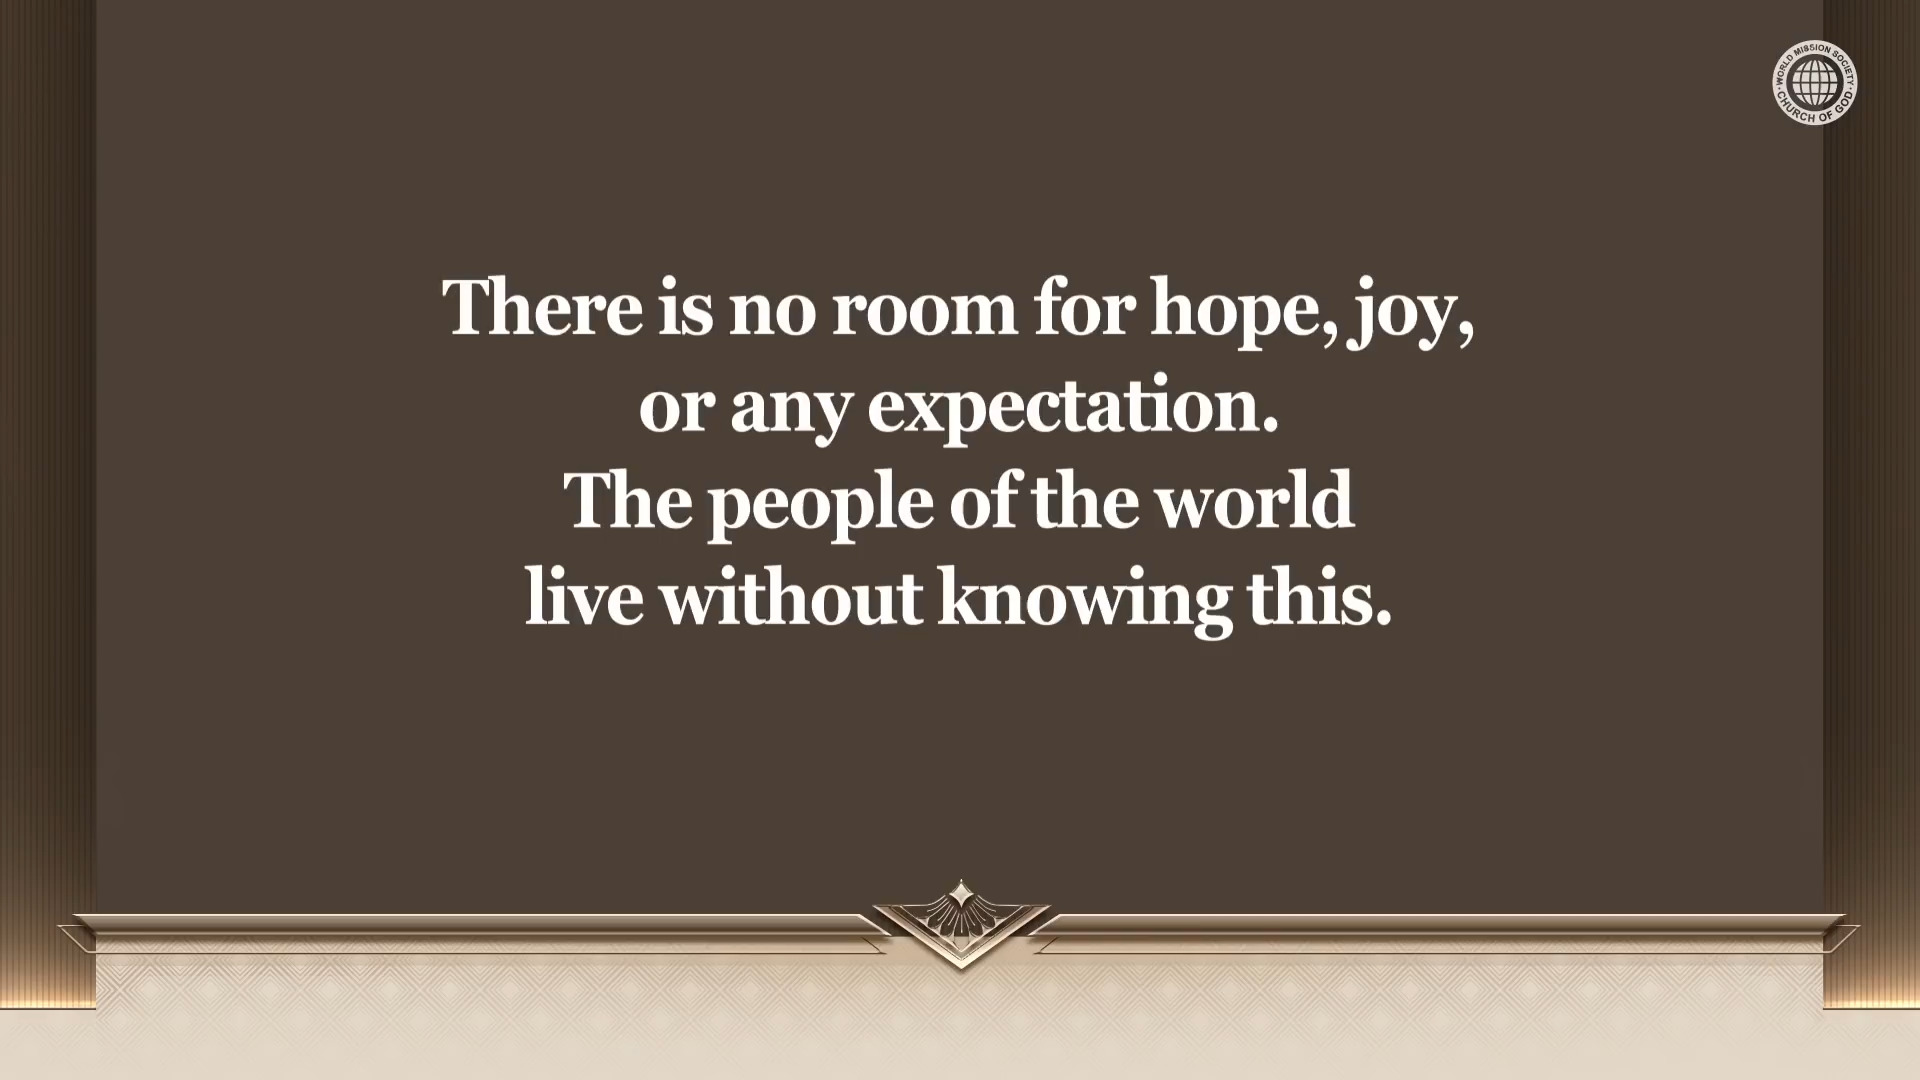 WORLD MISSION SOCIETY
CHURCH OF GOD
There is no room for hope, joy,
or any expectation.
The people of the world
live without knowing this.